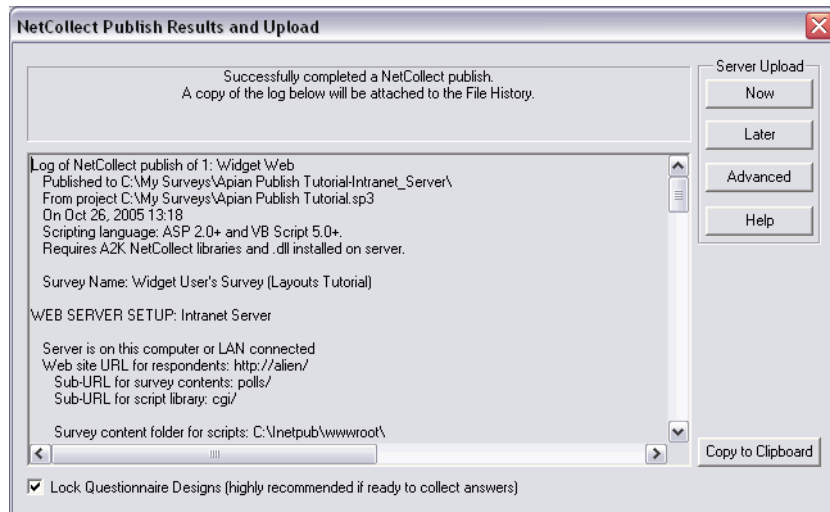 NetCollect Publish Results and Upload
Successfully completed a NetCollect publish.
A copy of the log below will be attached to the File History.
Server Upload
Now
Later
Advanced
Help
Log of NetCollect publish of 1: Widget Web
Published to C:\My Surveys\Apian Publish Tutorial-Intranet_Server\
From project C:\My Surveys\Apian Publish Tutorial.sp3
On Oct 26, 2005 13:18
Scripting language: ASP 2.0+ and VB Script 5.0+.
Requires A2K NetCollect libraries and .dll installed on server.
Survey Name: Widget User's Survey (Layouts Tutorial)
WEB SERVER SETUP: Intranet Server
Server is on this computer or LAN connected
Web site URL for respondents: http://alien/
Sub-URL for survey contents: polls/
Sub-URL for script library: cgi/
Survey content folder for scripts: C:\Inetpub\wwwroot\
Copy to Clipboard
Lock Questionnaire Designs (highly recommended if ready to collect answers)